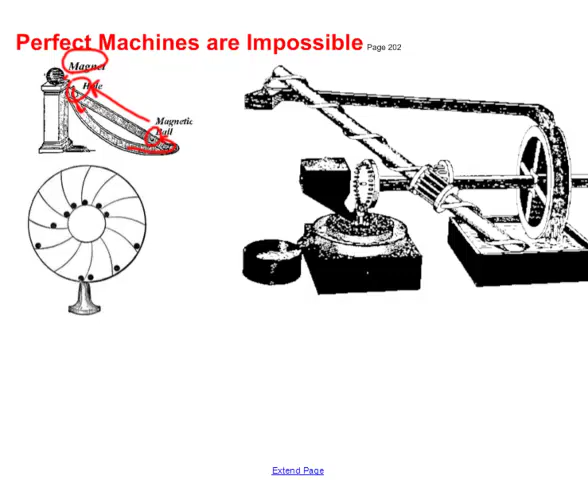 Perfect Machines are Impossible Page 202
Magnet
Hole
Magnetic
Ball
Extend Page